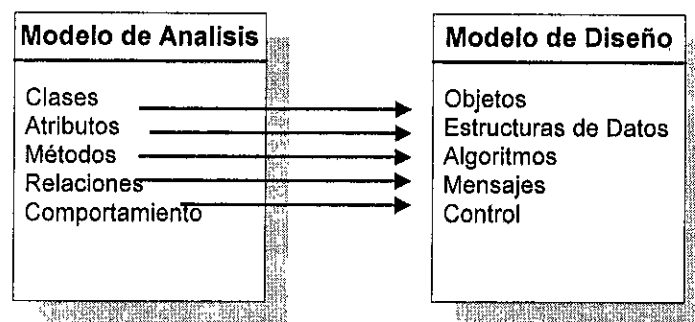 Modelo de Analisis
Clases
Atributos
Métodos
Relaciones
Comportamiento
Modelo de Diseño
Objetos
Estructuras de Datos
Algoritmos
Mensajes
Control